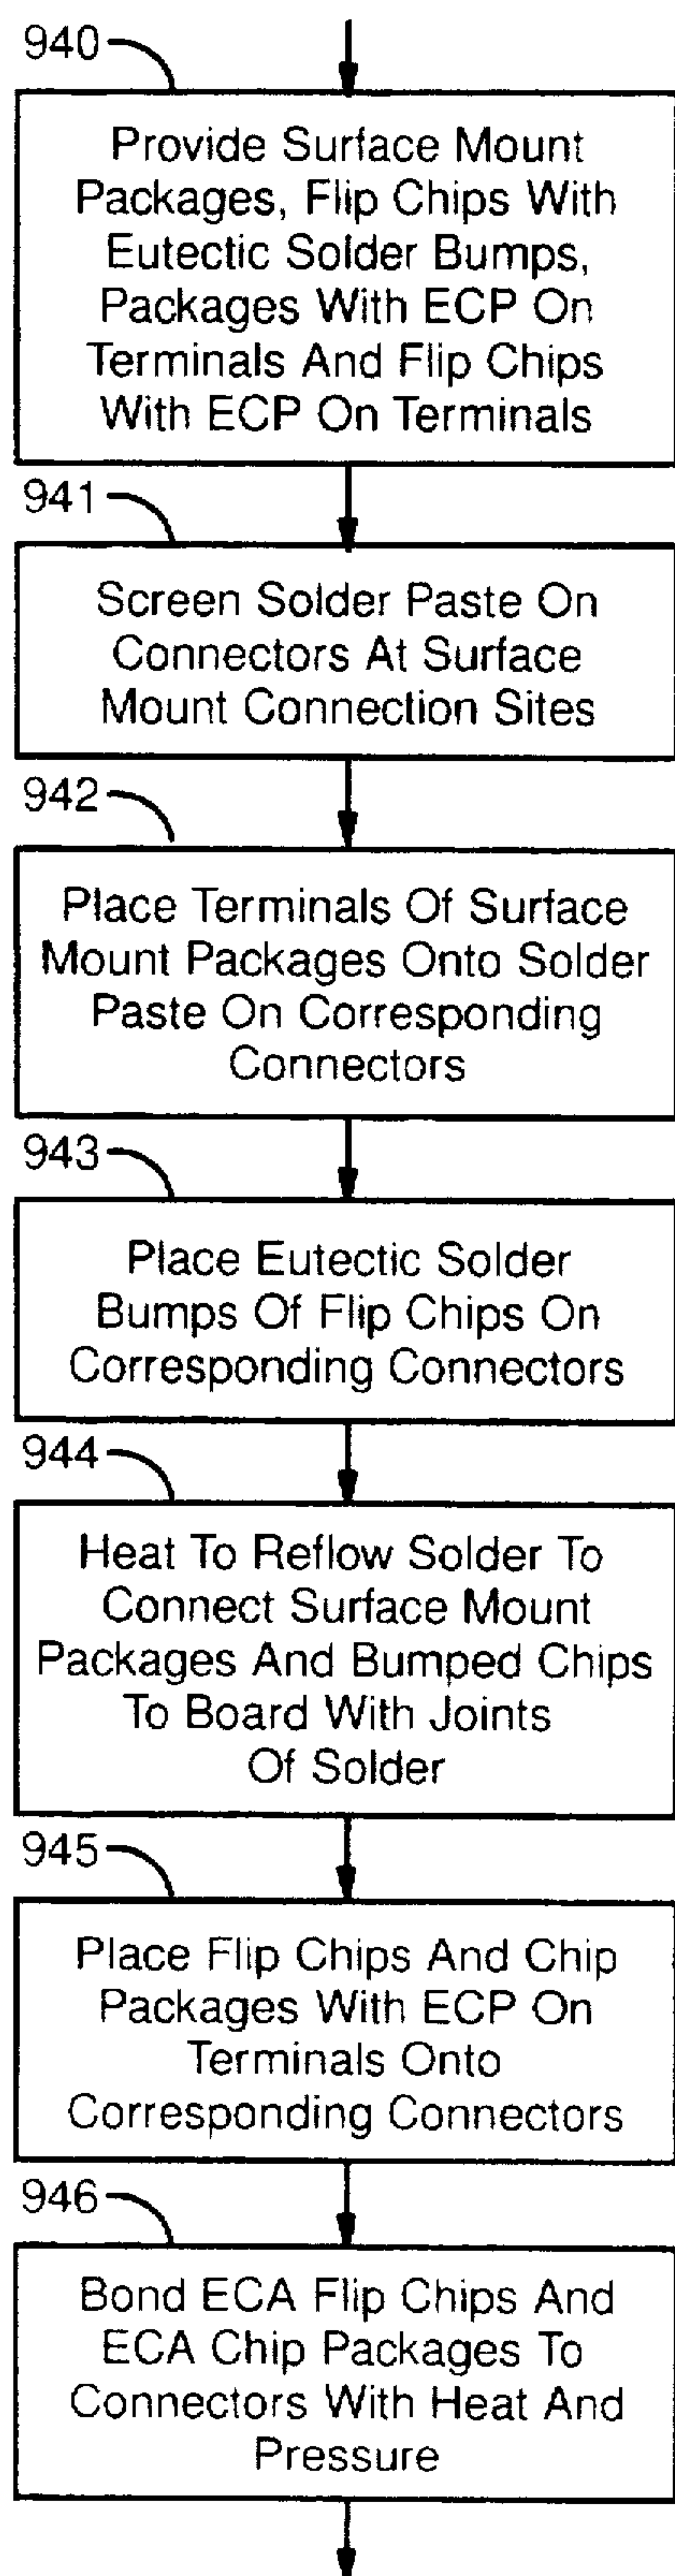 940
Provide Surface Mount
Packages, Flip Chips With
Eutectic Solder Bumps,
Packages With ECP On
Terminals And Flip Chips
With ECP On Terminals
941
Screen Solder Paste On
Connectors At Surface
Mount Connection Sites
942
Place Terminals Of Surface
Mount Packages Onto Solder
Paste On Corresponding
Connectors
943
Place Eutectic Solder
Bumps Of Flip Chips On
Corresponding Connectors
944
Heat To Reflow Solder To
Connect Surface Mount
Packages And Bumped Chips
To Board With Joints
Of Solder
945
Place Flip Chips And Chip
Packages With ECP On
Terminals Onto
Corresponding Connectors
946
Bond ECA Flip Chips And
ECA Chip Packages To
Connectors With Heat And
Pressure